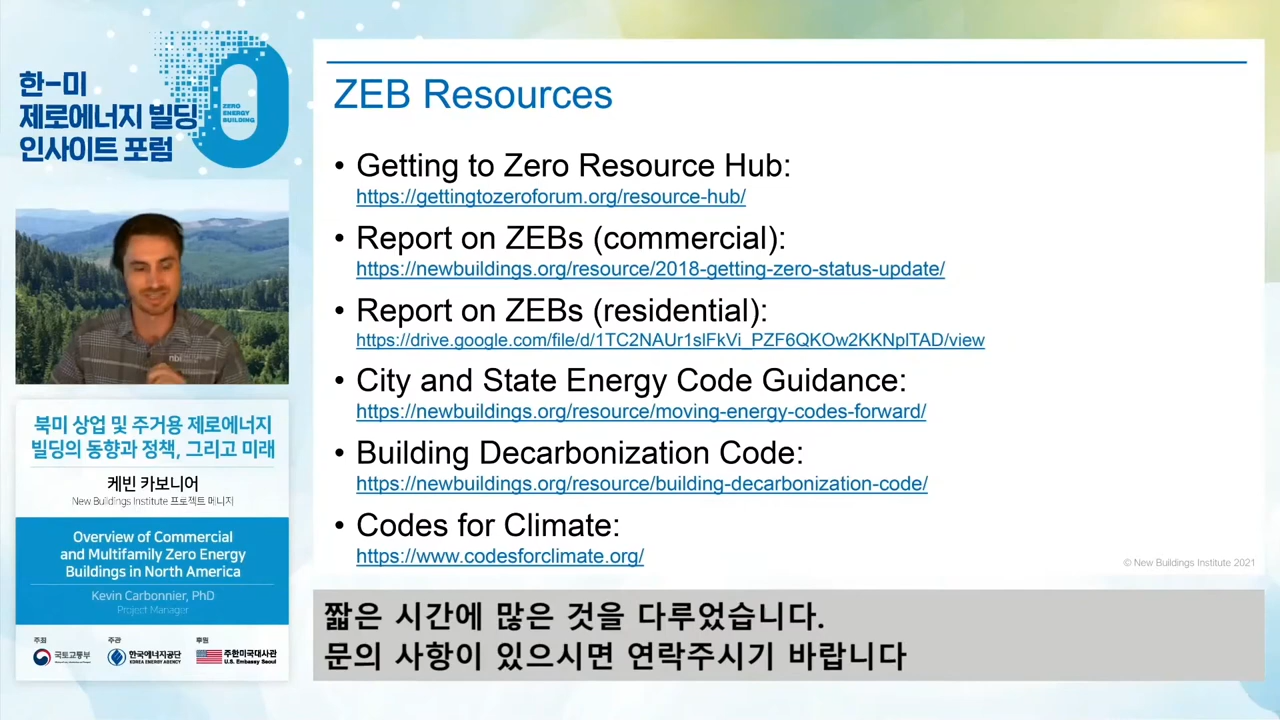 한-미
제로에너지 빌딩
인사이트 포럼
ZERO
ENERGY
BUILDING
nbi
북미 상업 및 주거용 제로에너지
빌딩의 동향과 정책, 그리고 미래
케빈 카보니어
New Buildings Institute 프로젝트 매니저
Overview of Commercial
and Multifamily Zero Energy
Buildings in North America
Kevin Carbonnier, PhD
Project Manager
주최
국토교통부
주관
한국에너지공단
KOREA ENERGY AGENCY
후원
주한미국대사관
U.S. Embassy Seoul
ZEB Resources
• Getting to Zero Resource Hub:
https://gettingtozeroforum.org/resource-hub/
• Report on ZEBs (commercial):
https://newbuildings.org/resource/2018-getting-zero-status-update/
• Report on ZEBs (residential):
https://drive.google.com/file/d/1TC2NAUr1slFkVi_PZF6QKOw2KKNplTAD/view
• City and State Energy Code Guidance:
https://newbuildings.org/resource/moving-energy-codes-forward/
• Building Decarbonization Code:
https://newbuildings.org/resource/building-decarbonization-code/
• Codes for Climate:
https://www.codesforclimate.org/
© New Buildings Institute 2021
짧은 시간에 많은 것을 다루었습니다.
문의 사항이 있으시면 연락주시기 바랍니다